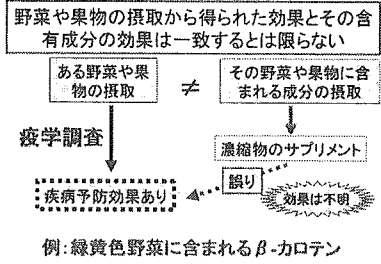 野菜や果物の摂取から得られた効果とその含
有成分の効果は一致するとは限らない
ある野菜や果
物の摂取
≠
その野菜や果物に含
まれる成分の摂取
疫学調査
濃縮物のサプリメント
誤り
疾病予防効果あり
効果は不明
例:緑黄色野菜に含まれるβ-カロテン